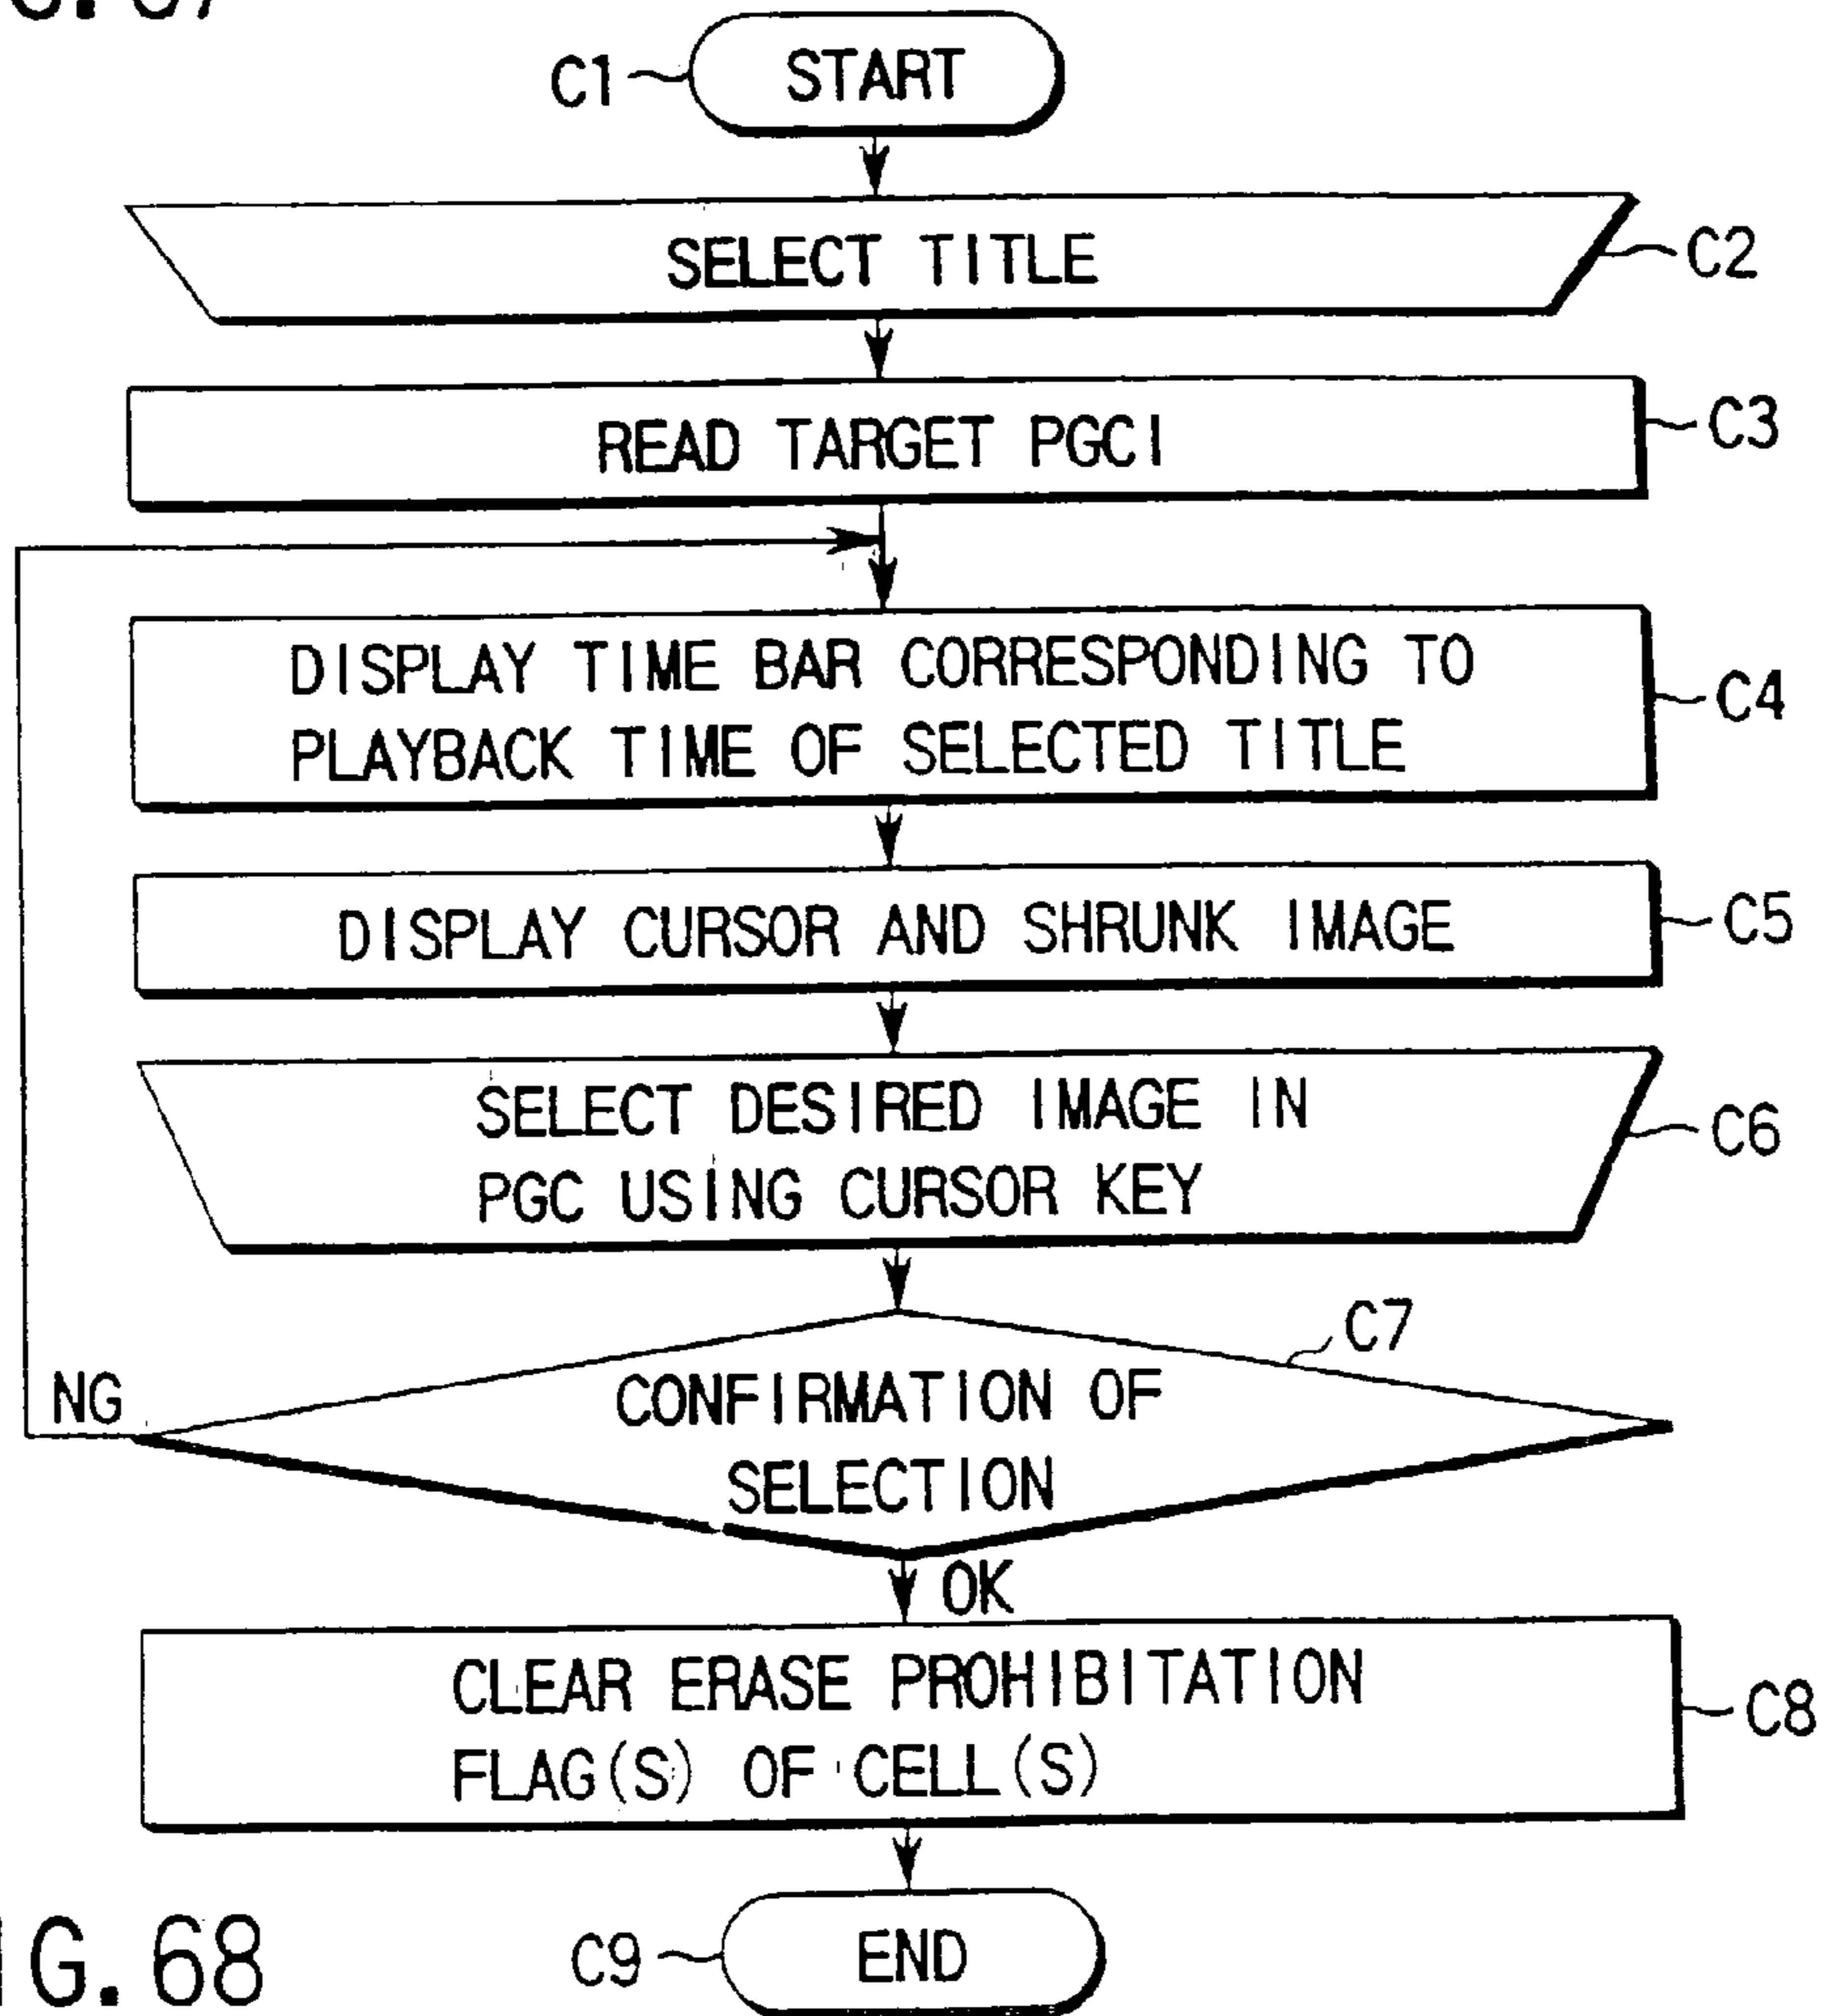 C1
START
SELECT TITLE
C2
READ TARGET PGCI
C3
DISPLAY TIME BAR CORRESPONDING TO
PLAYBACK TIME OF SELECTED TITLE
C4
DISPLAY CURSOR AND SHRUNK IMAGE
C5
SELECT DESIRED IMAGE IN
PGC USING CURSOR KEY
C6
C7
NG
CONFIRMATION OF
SELECTION
OK
CLEAR ERASE PROHIBITATION
FLAG(S) OF CELL(S)
C8
C9
END
IG. 68